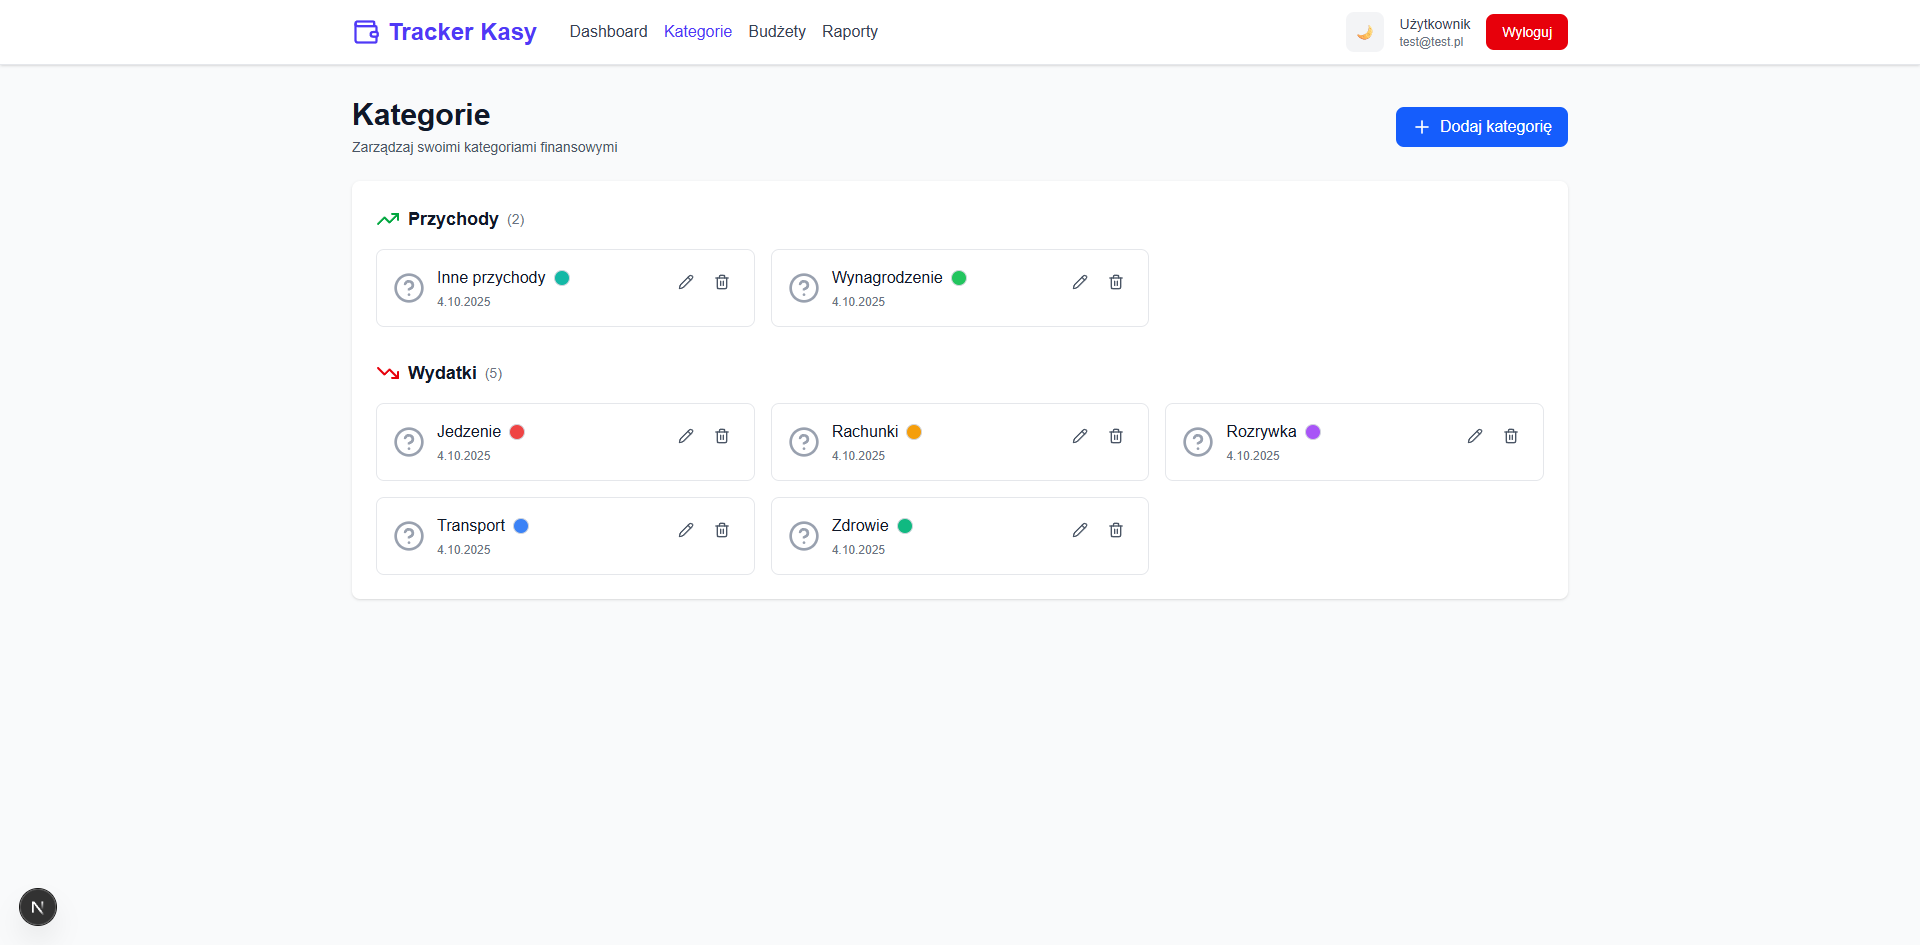 Tracker Kasy
Dashboard
Kategorie
Budżety
Raporty
Użytkownik
test@test.pl
Wyloguj
Kategorie
Zarządzaj swoimi kategoriami finansowymi
Dodaj kategorię
Przychody (2)
Inne przychody
4.10.2025
Wynagrodzenie
4.10.2025
Wydatki (5)
Jedzenie
4.10.2025
Rachunki
4.10.2025
Rozrywka
4.10.2025
Transport
4.10.2025
Zdrowie
4.10.2025
N